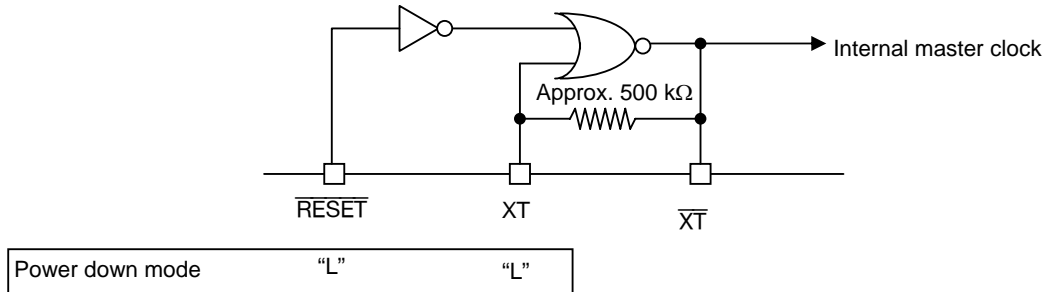 Internal master clock
Approx. 500 kΩ
RESET XT XT
Power down mode “L” “L”